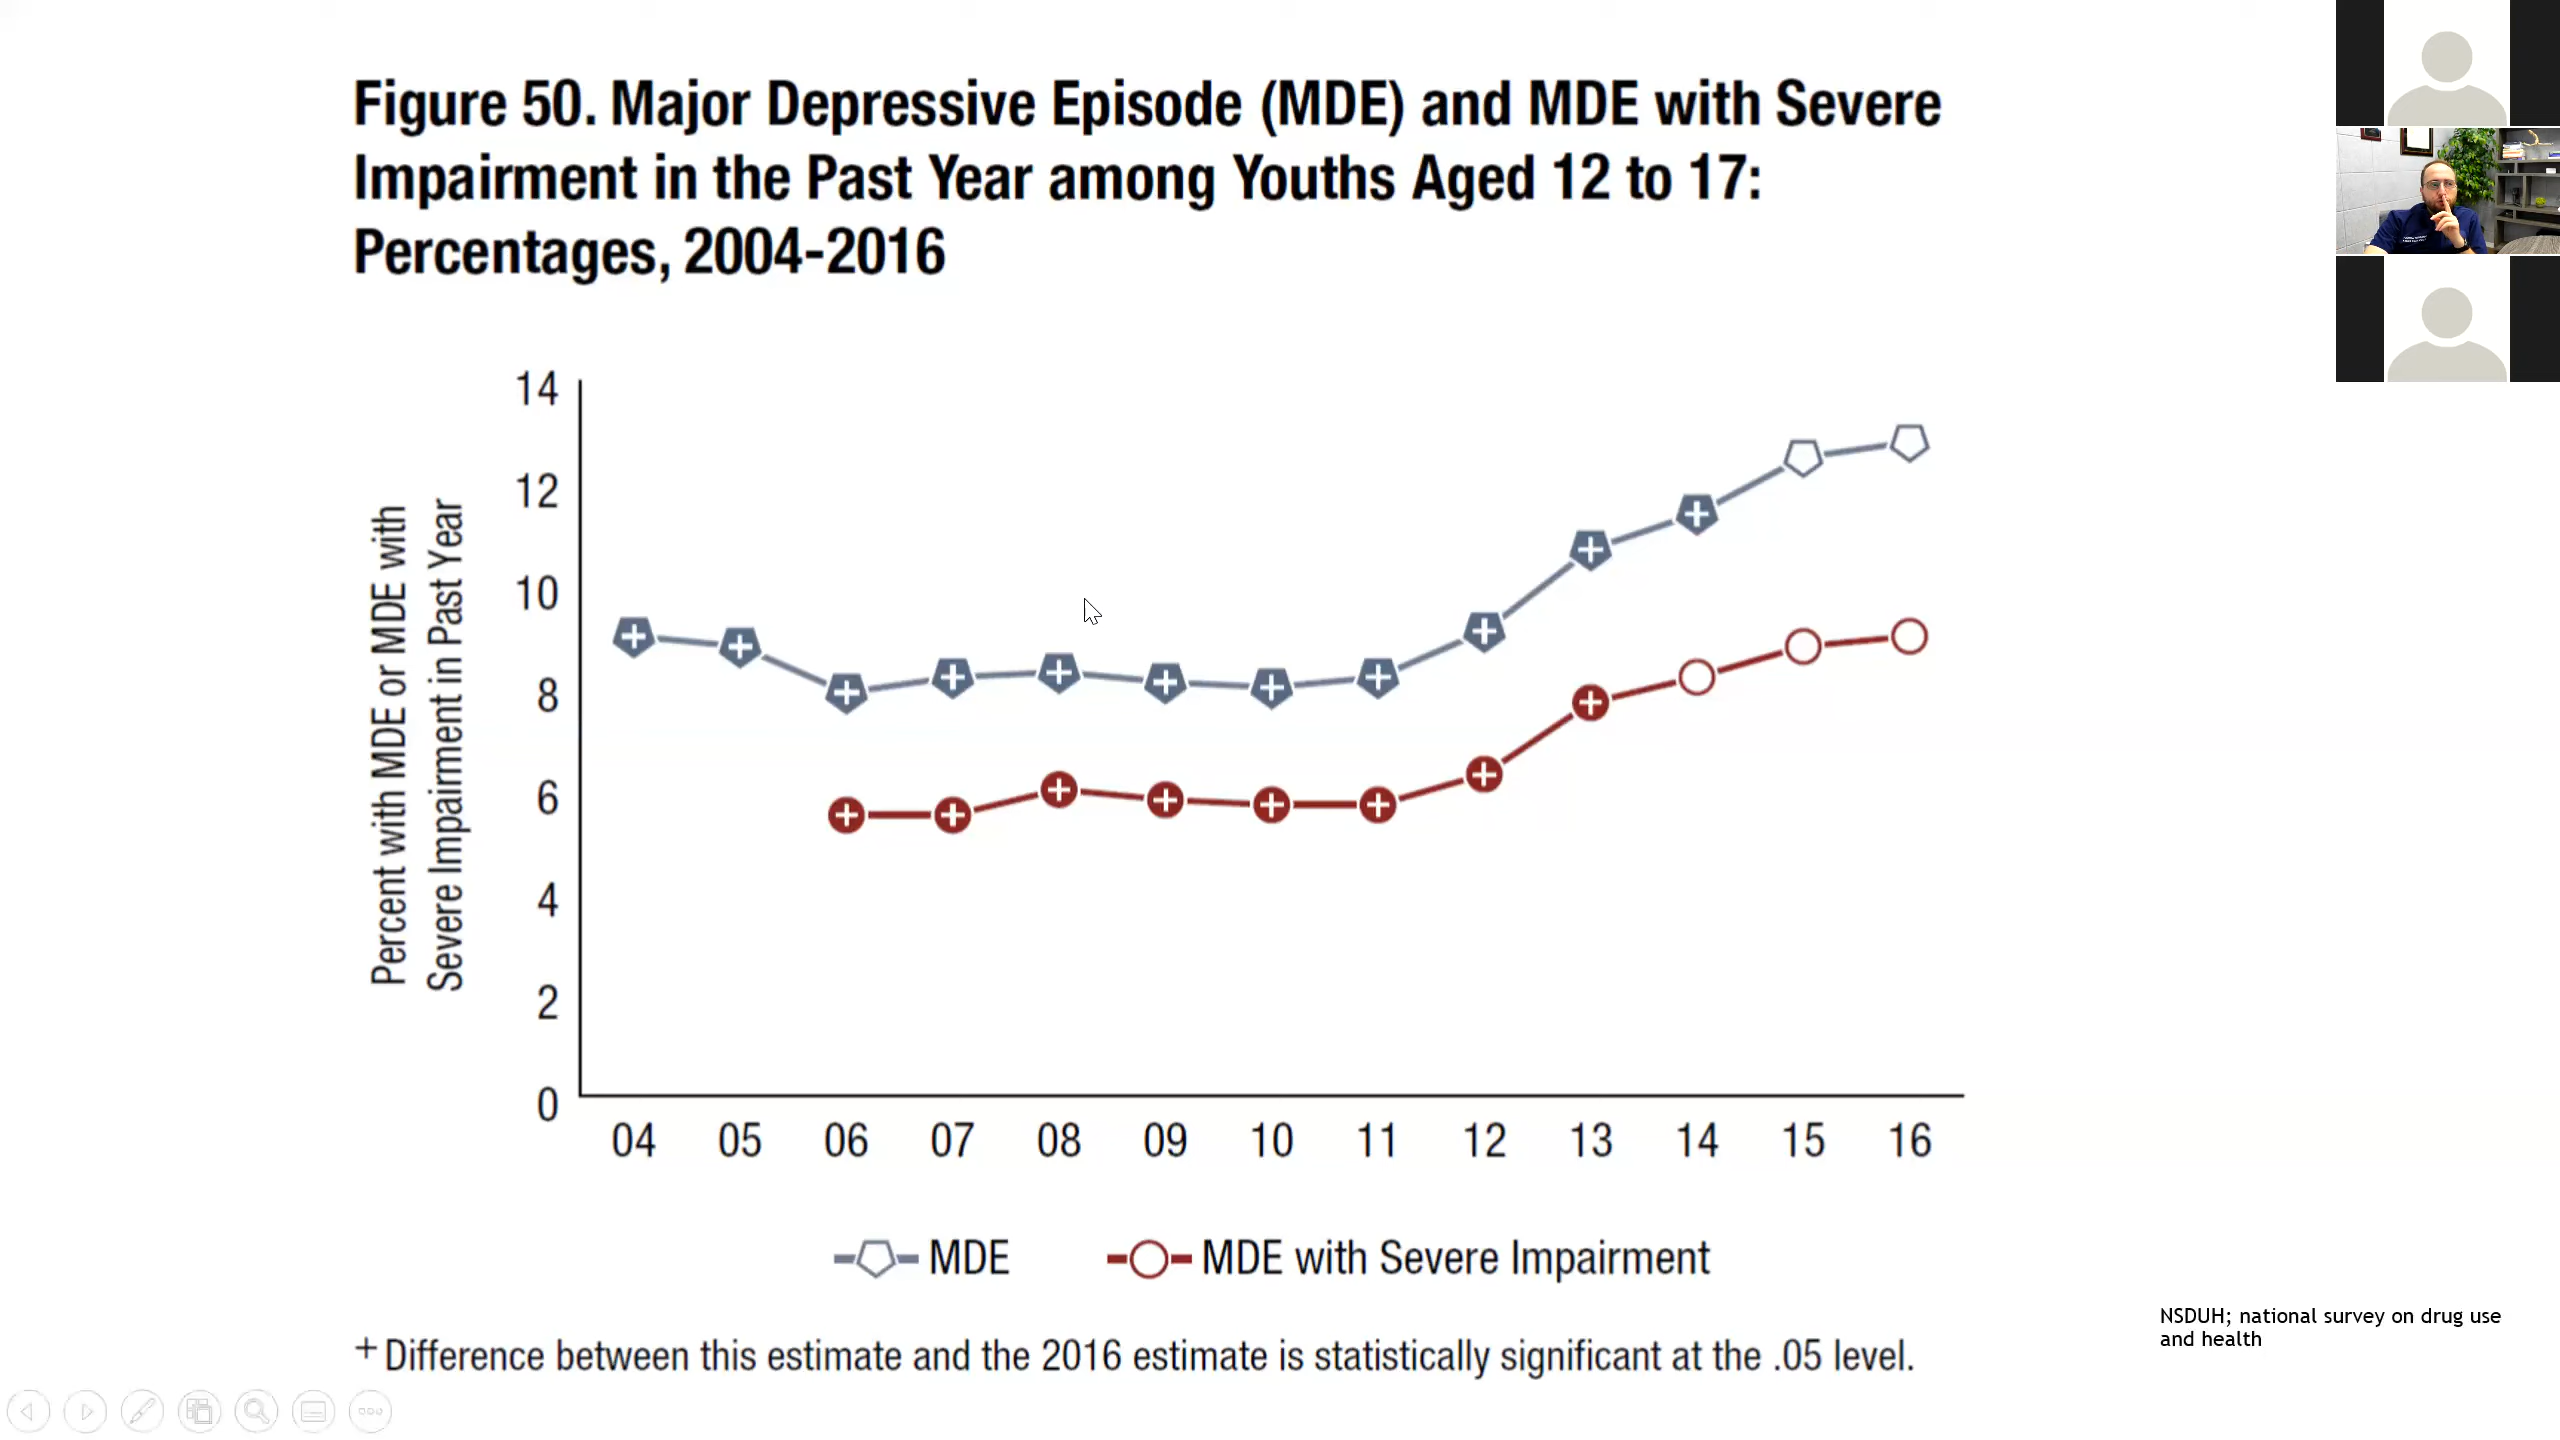 Figure 50. Major Depressive Episode (MDE) and MDE with Severe
Impairment in the Past Year among Youths Aged 12 to 17:
Percentages, 2004-2016
Percent with MDE or MDE with
Severe Impairment in Past Year
14
12
10
8
6
4
2
0
04 05 06 07 08 09 10 11 12 13 14 15 16
MDE MDE with Severe Impairment
+ Difference between this estimate and the 2016 estimate is statistically significant at the .05 level.
NSDUH; national survey on drug use
and health